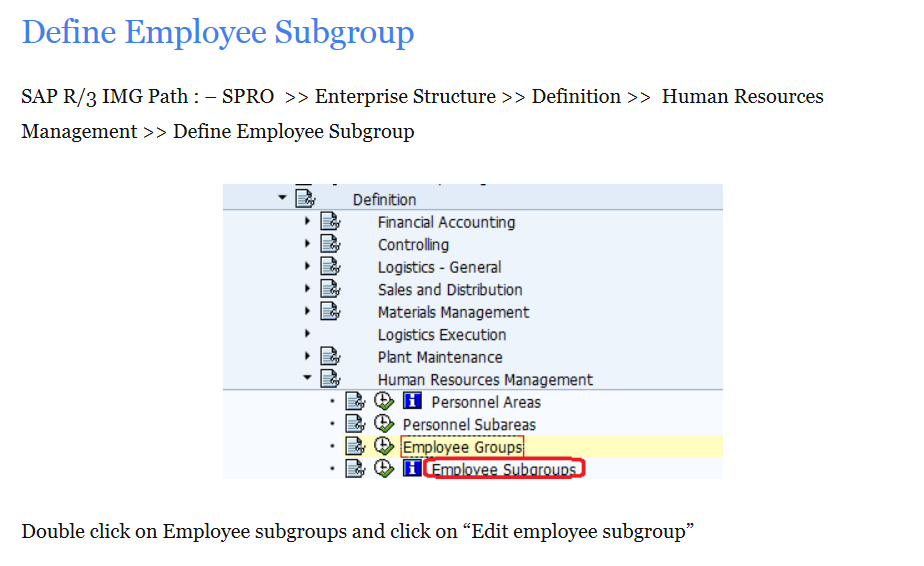 Define Employee Subgroup
SAP R/3 IMG Path : – SPRO >> Enterprise Structure >> Definition >> Human Resources
Management >> Define Employee Subgroup
Definition
Financial Accounting
Controlling
Logistics - General
Sales and Distribution
Materials Management
Logistics Execution
Plant Maintenance
Human Resources Management
Personnel Areas
Personnel Subareas
Employee Groups
Employee Subgroups
Double click on Employee subgroups and click on “Edit employee subgroup”